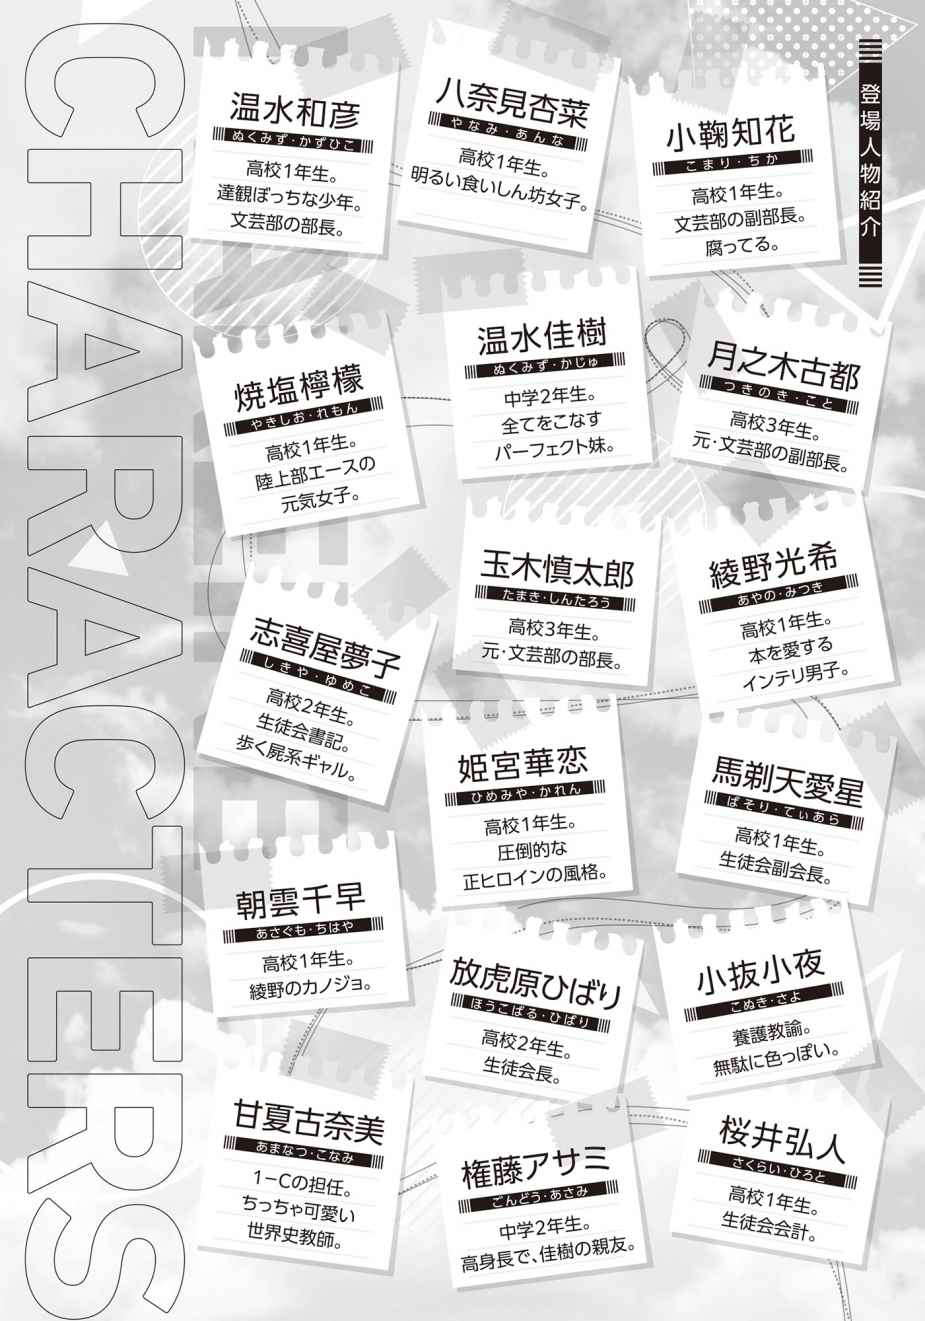 CHARACTERS
登場人物紹介
温水和彦
ぬくみず・かずひこ
高校1年生。
達観ぼっちな少年。
文芸部の部長。
八奈見杏菜
やなみ・あんな
高校1年生。
明るい食いしん坊女子。
小鞠知花
こまり・ちか
高校1年生。
文芸部の副部長。
腐ってる。
焼塩檸檬
やきしお・れもん
高校1年生。
陸上部エースの
元気女子。
温水佳樹
ぬくみず・かじゅ
中学2年生。
全てをこなす
パーフェクト妹。
月之木古都
つきのき・こと
高校3年生。
元・文芸部の副部長。
志喜屋夢子
しきや・ゆめこ
高校2年生。
生徒会書記。
歩く屍系ギャル。
玉木慎太郎
たまき・しんたろう
高校3年生。
元・文芸部の部長。
綾野光希
あやの・みつき
高校1年生。
本を愛する
インテリ男子。
姫宮華恋
ひめみや・かれん
高校1年生。
圧倒的な
正ヒロインの風格。
馬剃天愛星
ばそり・てぃあら
高校1年生。
生徒会副会長。
朝雲千早
あさぐも・ちはや
高校1年生。
綾野のカノジョ。
放虎原ひばり
ほうこばる・ひばり
高校2年生。
生徒会長。
小抜小夜
こぬき・さよ
養護教諭。
無駄に色っぽい。
甘夏古奈美
あまなつ・こなみ
1-Cの担任。
ちっちゃ可愛い
世界史教師。
権藤アサミ
ごんどう・あさみ
中学2年生。
高身長で、佳樹の親友。
桜井弘人
さくらい・ひろと
高校1年生。
生徒会会計。